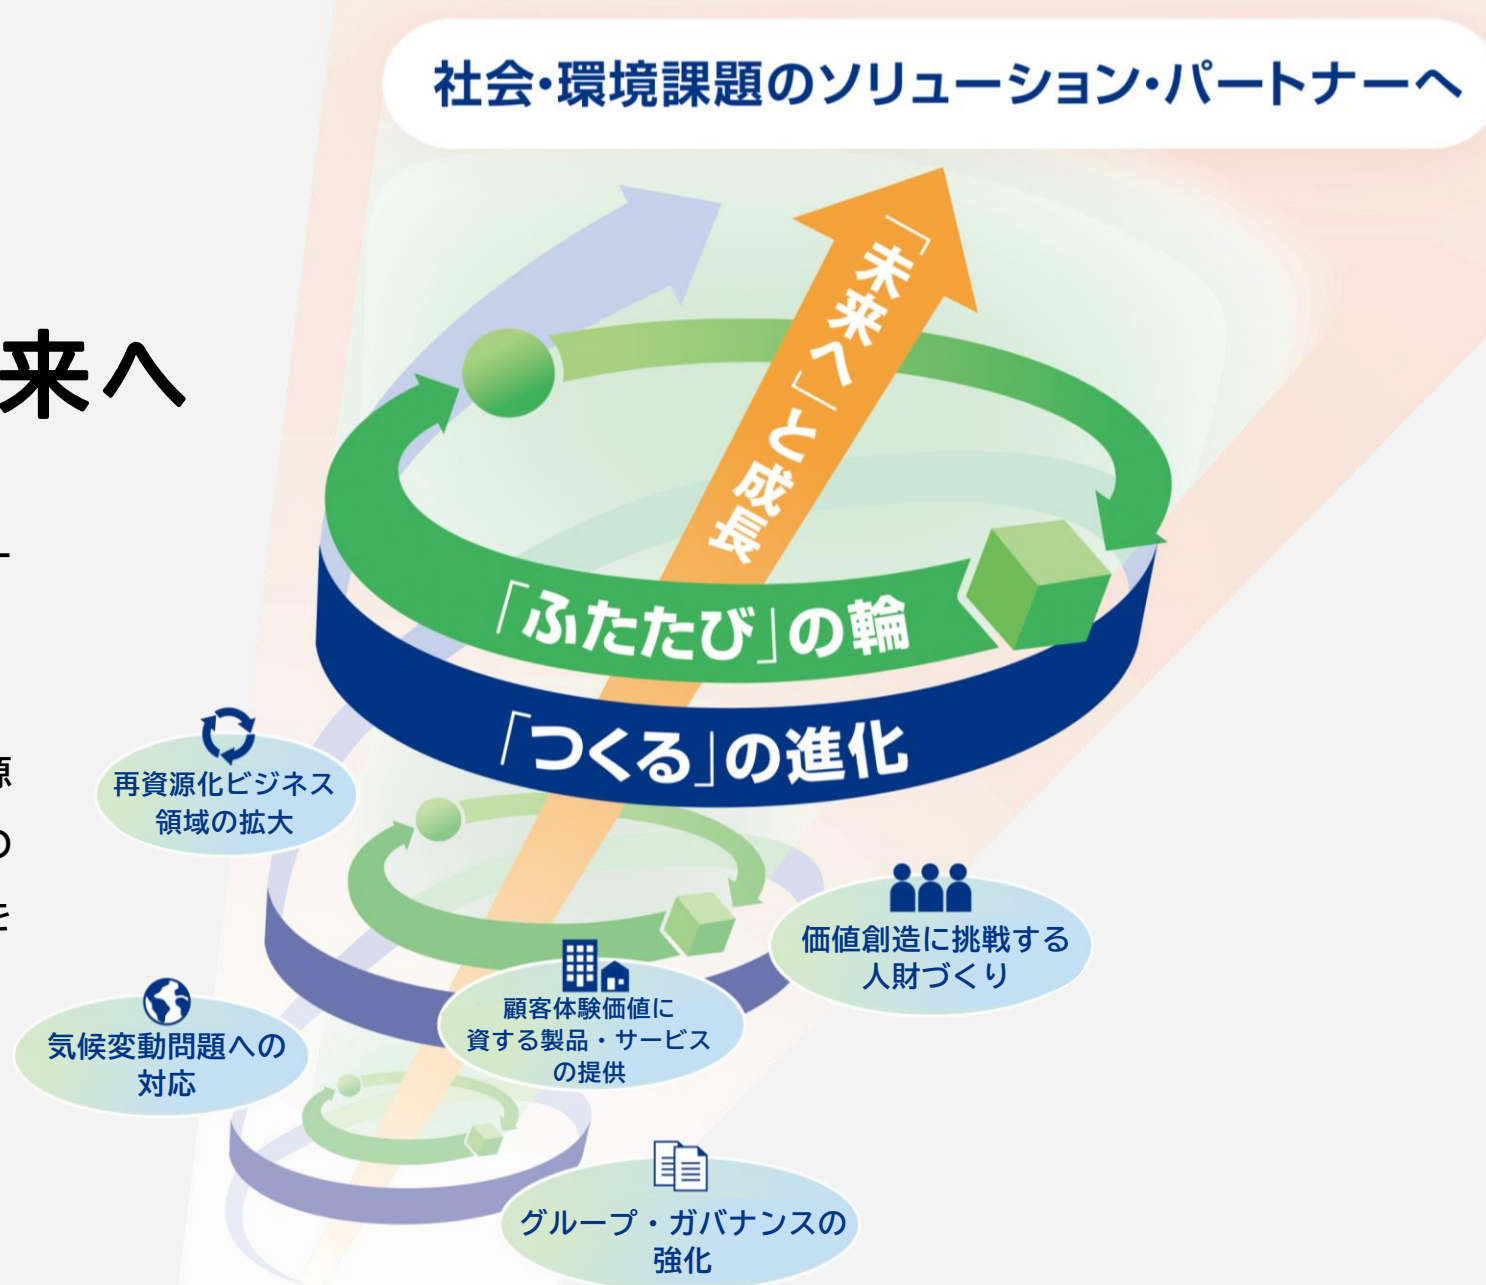 社会・環境課題のソリューション・パートナーへ
来へ
「未来へ」と成長
「ふたたび」の輪
「つくる」の進化
再資源化ビジネス
領域の拡大
源
の
価値創造に挑戦する
人財づくり
顧客体験価値に
資する製品・サービス
の提供
気候変動問題への
対応
グループ・ガバナンスの
強化